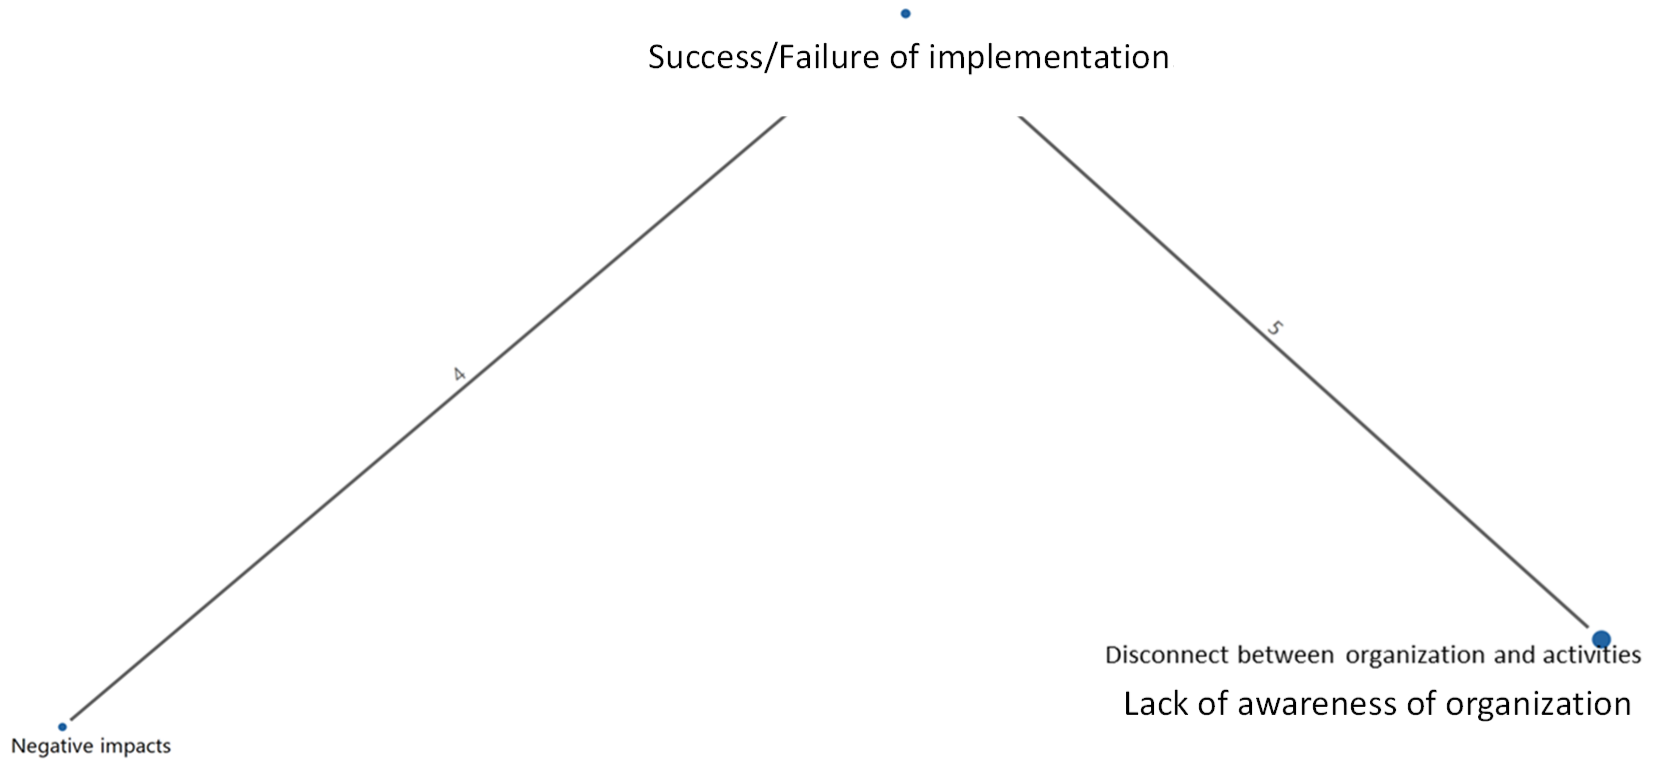 Success/Failure of implementation
5
4
Disconnect between organization and activities
Lack of awareness of organization
Negative impacts